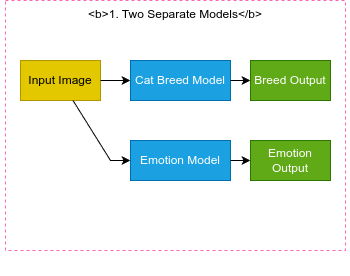 <b>1. Two Separate Models</b>
Input Image
Cat Breed Model
Breed Output
Emotion Model
Emotion
Output